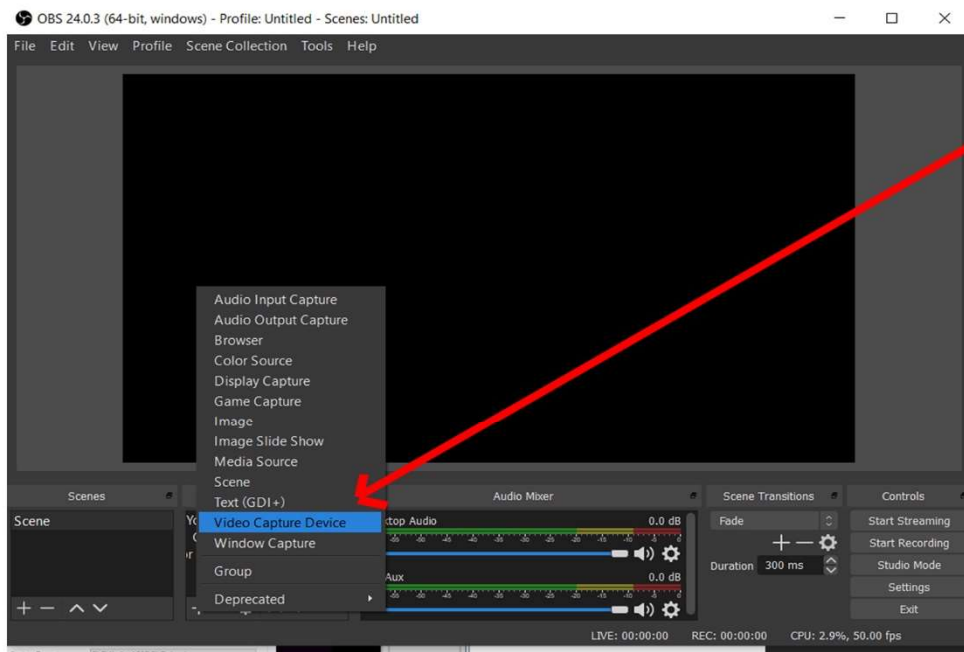 OBS 24.0.3 (64-bit, windows) - Profile: Untitled - Scenes: Untitled
File Edit View Profile Scene Collection Tools Help
Audio Input Capture
Audio Output Capture
Browser
Color Source
Display Capture
Game Capture
Image
Image Slide Show
Media Source
Scene
Text (GDI+)
Video Capture Device
Window Capture
Group
Deprecated
Scenes
Scene
Audio Mixer
Audio 0.0 dB
Aux 0.0 dB
Scene Transitions
Fade
Duration 300 ms
Controls
Start Streaming
Start Recording
Studio Mode
Settings
Exit
LIVE: 00:00:00 REC: 00:00:00 CPU: 2.9%, 50.00 fps